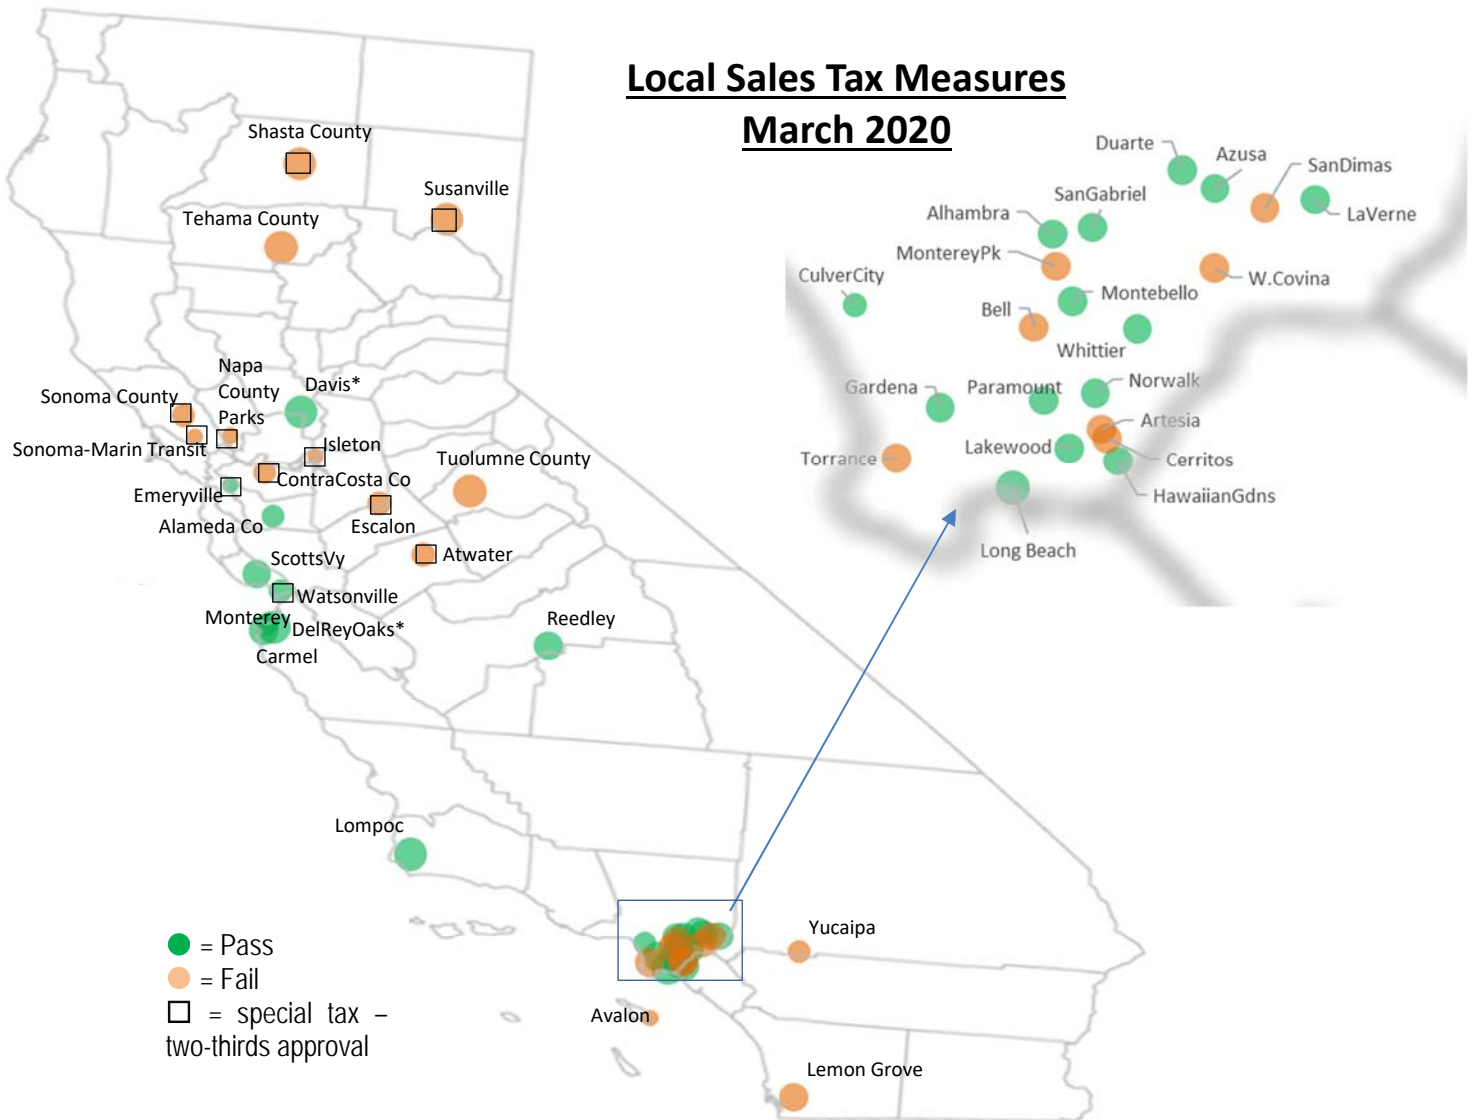 Local Sales Tax Measures
March 2020
Shasta County
Susanville
Tehama County
Napa
County
Parks
Davis*
Sonoma County
Sonoma-Marin Transit
Isleton
Tuolumne County
ContraCosta Co
Emeryville
Escalon
Alameda Co
Atwater
ScottsVy
Watsonville
Monterey
DelReyOaks*
Carmel
Reedley
Lompoc
Yucaipa
Avalon
Lemon Grove
Duarte
Azusa
SanDimas
SanGabriel
LaVerne
Alhambra
MontereyPk
CulverCity
W.Covina
Montebello
Bell
Whittier
Gardena
Paramount
Norwalk
Artesia
Lakewood
Torrance
Cerritos
HawaiianGdns
Long Beach
= Pass
= Fail
= special tax –
two-thirds approval